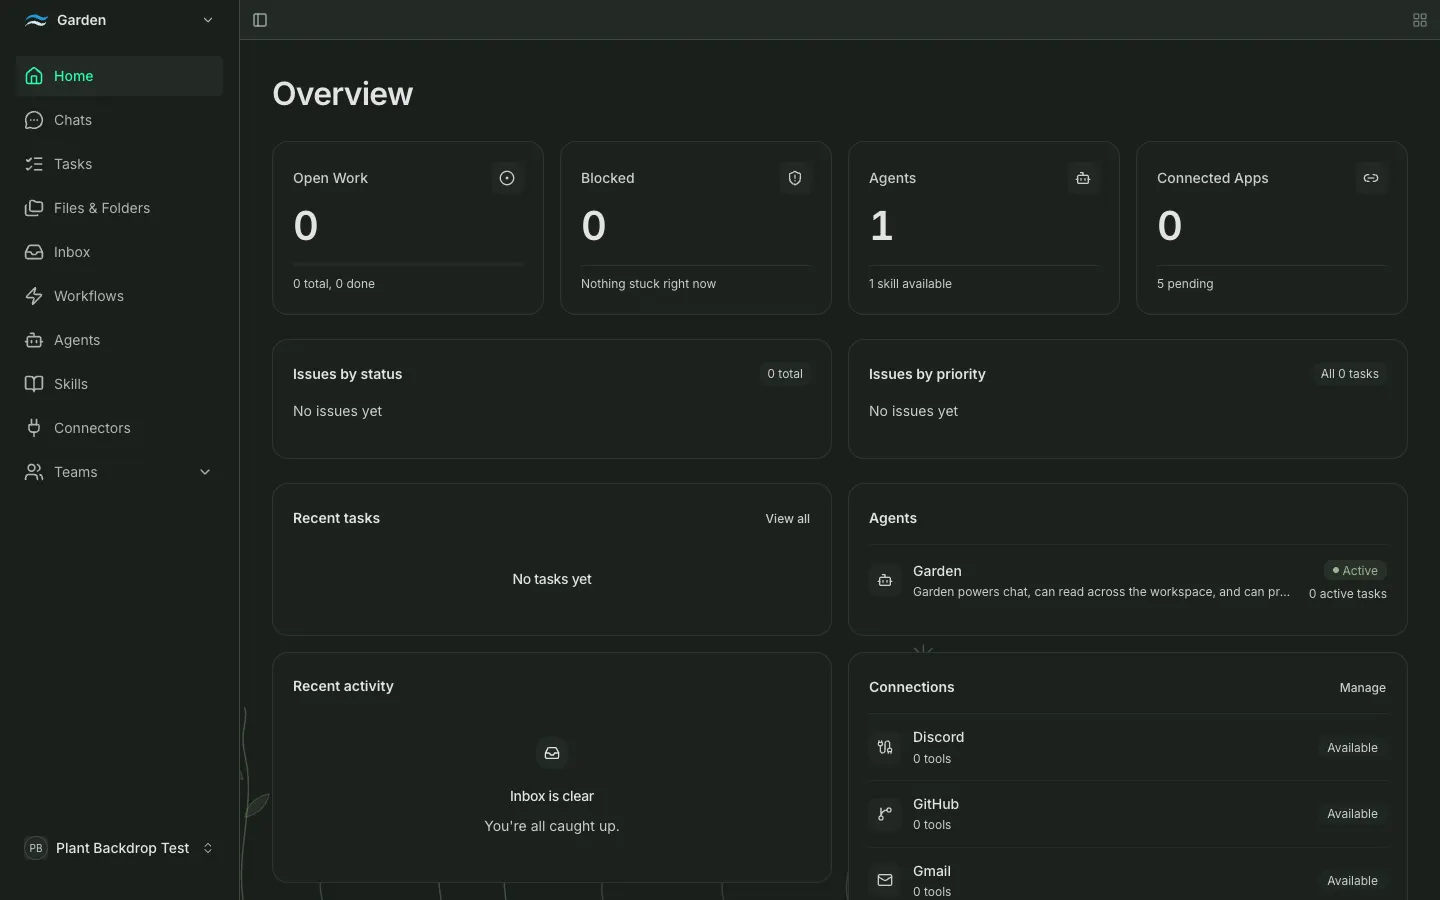 Garden
Home
Chats
Tasks
Files & Folders
Inbox
Workflows
Agents
Skills
Connectors
Teams
PB
Plant Backdrop Test
Overview
Open Work
0
0 total, 0 done
Blocked
0
Nothing stuck right now
Agents
1
1 skill available
Connected Apps
0
5 pending
Issues by status
0 total
No issues yet
Issues by priority
All 0 tasks
No issues yet
Recent tasks
View all
No tasks yet
Agents
Garden
Active
Garden powers chat, can read across the workspace, and can pr...
0 active tasks
Recent activity
Inbox is clear
You're all caught up.
Connections
Manage
Discord
0 tools
Available
GitHub
0 tools
Available
Gmail
0 tools
Available